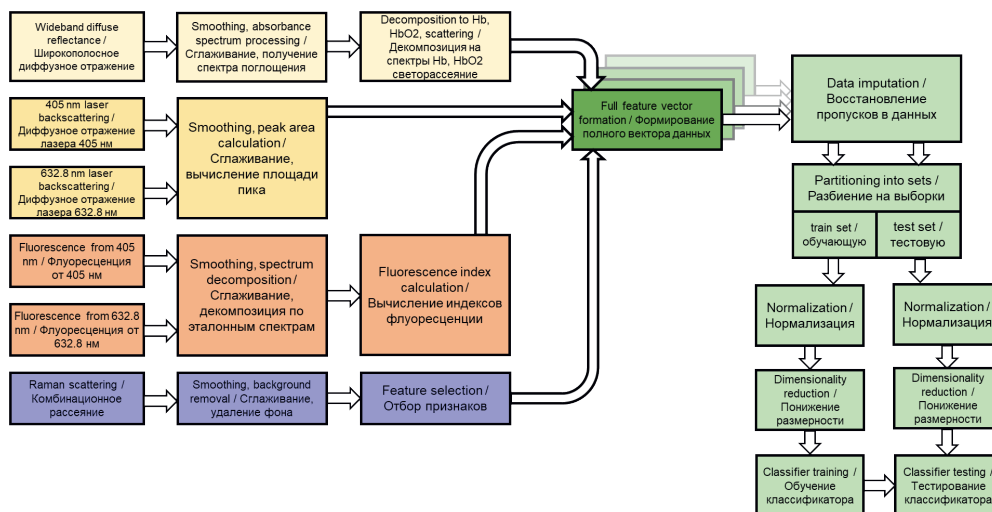 Wideband diffuse
reflectance /
Широкополосное
диффузное отражение
Smoothing, absorbance
spectrum processing /
Сглаживание, получение
спектра поглощения
Decomposition to Hb,
HbO2, scattering /
Декомпозиция на
спектры Hb, HbO2
светорассеяние
405 nm laser
backscattering /
Диффузное отражение
лазера 405 нм
632.8 nm laser
backscattering /
Диффузное отражение
лазера 632.8 нм
Smoothing, peak area
calculation /
Сглаживание,
вычисление площади
пика
Fluorescence from 405
nm / Флуоресценция
от 405 нм
Fluorescence from 632.8
nm / Флуоресценция от
632.8 нм
Smoothing, spectrum
decomposition /
Сглаживание,
декомпозиция по
эталонным спектрам
Fluorescence index
calculation /
Вычисление индексов
флуоресценции
Raman scattering /
Комбинационное
рассеяние
Smoothing, background
removal / Сглаживание,
удаление фона
Feature selection /
Отбор признаков
Full feature vector
formation / Формирование
полного вектора данных
Data imputation /
Восстановление
пропусков в данных
Partitioning into sets /
Разбиение на выборки
train set /
обучающую
test set /
тестовую
Normalization /
Нормализация
Normalization /
Нормализация
Dimensionality
reduction /
Понижение
размерности
Dimensionality
reduction /
Понижение
размерности
Classifier training /
Обучение
классификатора
Classifier testing /
Тестирование
классификатора